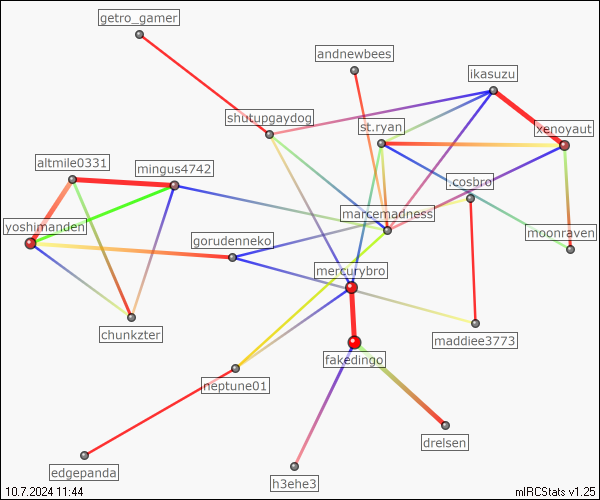 getro_gamer
andnewbees
ikasuzu
shutupgaydog
st.ryan
xenoyaut
altmile0331
mingus4742
cosbro
marcemadness
yoshimanden
gorudenneko
moonraven
mercurybro
chunkzter
maddiee3773
fakedingo
neptune01
drelsen
edgepanda
h3ehe3
10.7.2024 11:44
mIRCStats v1.25